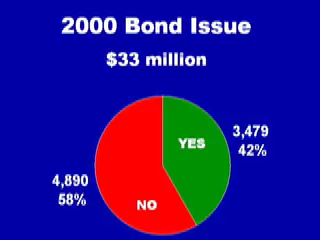 2000 Bond Issue
$33 million
YES
3,479
42%
4,890
58%
NO